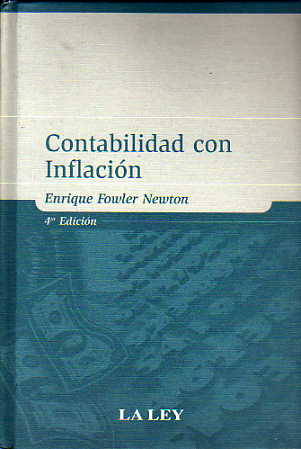 Contabilidad con
Inflación
Enrique Fowler Newton
4ª Edición
LA LEY